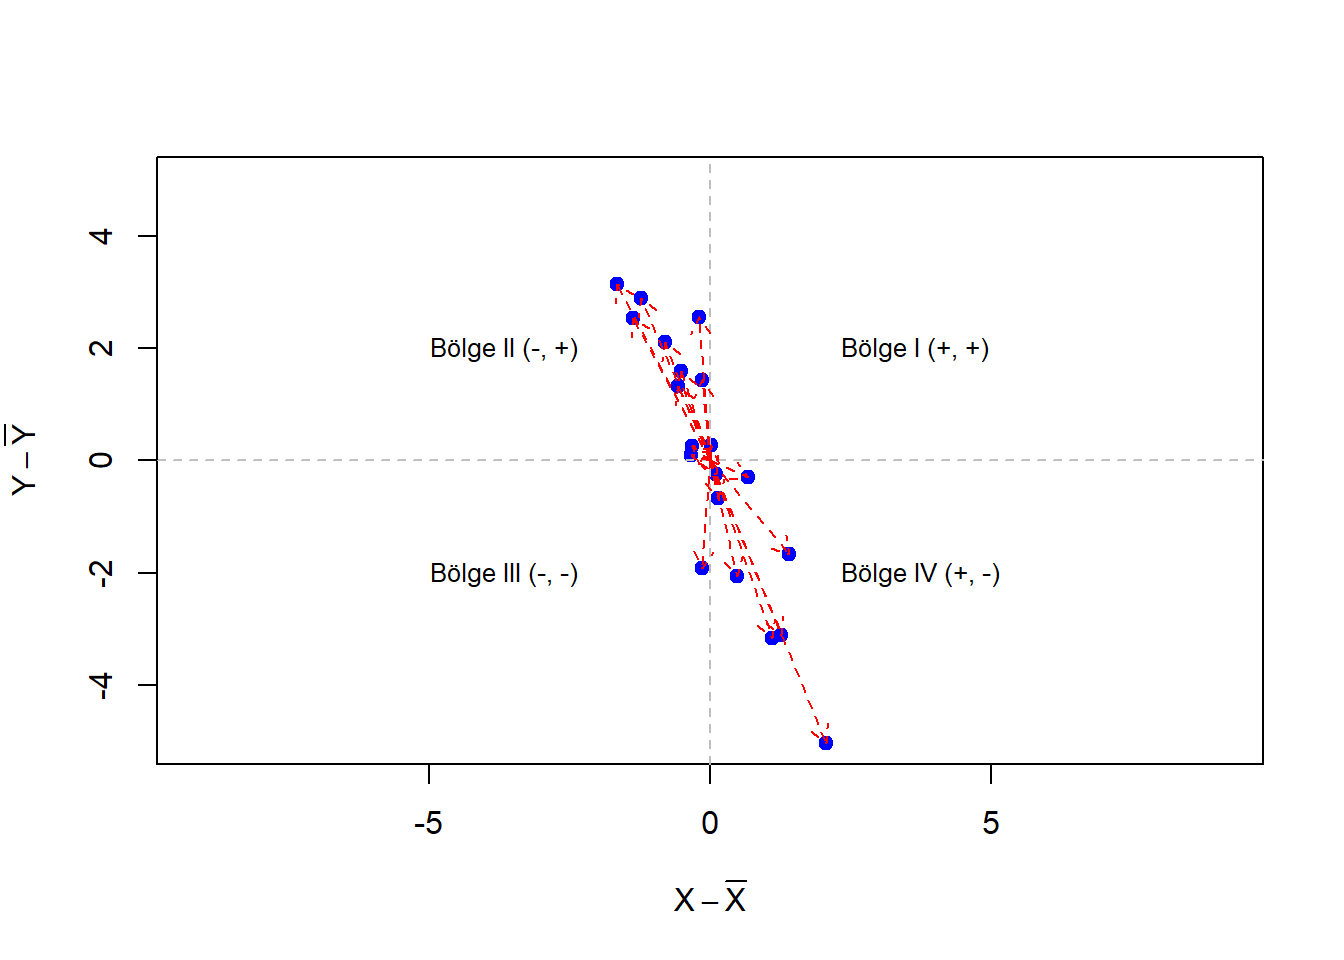 4
2
0
-2
-4
Y – Y̅
Bölge II (-, +)
Bölge I (+, +)
Bölge III (-, -)
Bölge IV (+, -)
-5
0
5
X – X̅